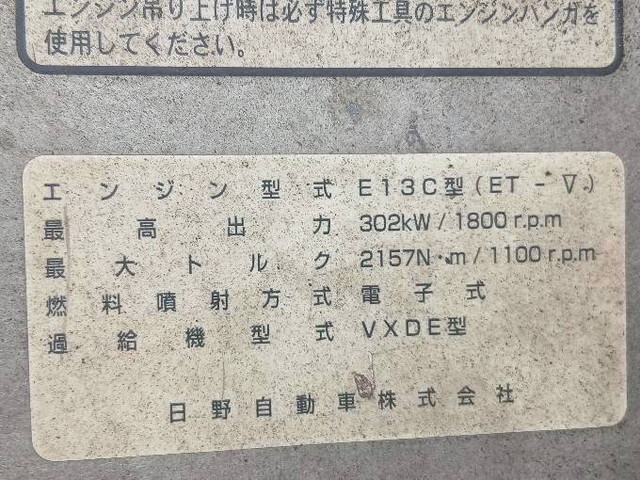 エンジン吊り上げ時は必ず特殊工具のエンジンハンガを
使用してください。
エンジン型式 E13C型(ET-Ⅴ)
最高出力 302kW/1800r.p.m
最大トルク 2157N・m/1100r.p.m
燃料噴射方式 電子式
過給機型式 VXDE型
日野自動車株式会社